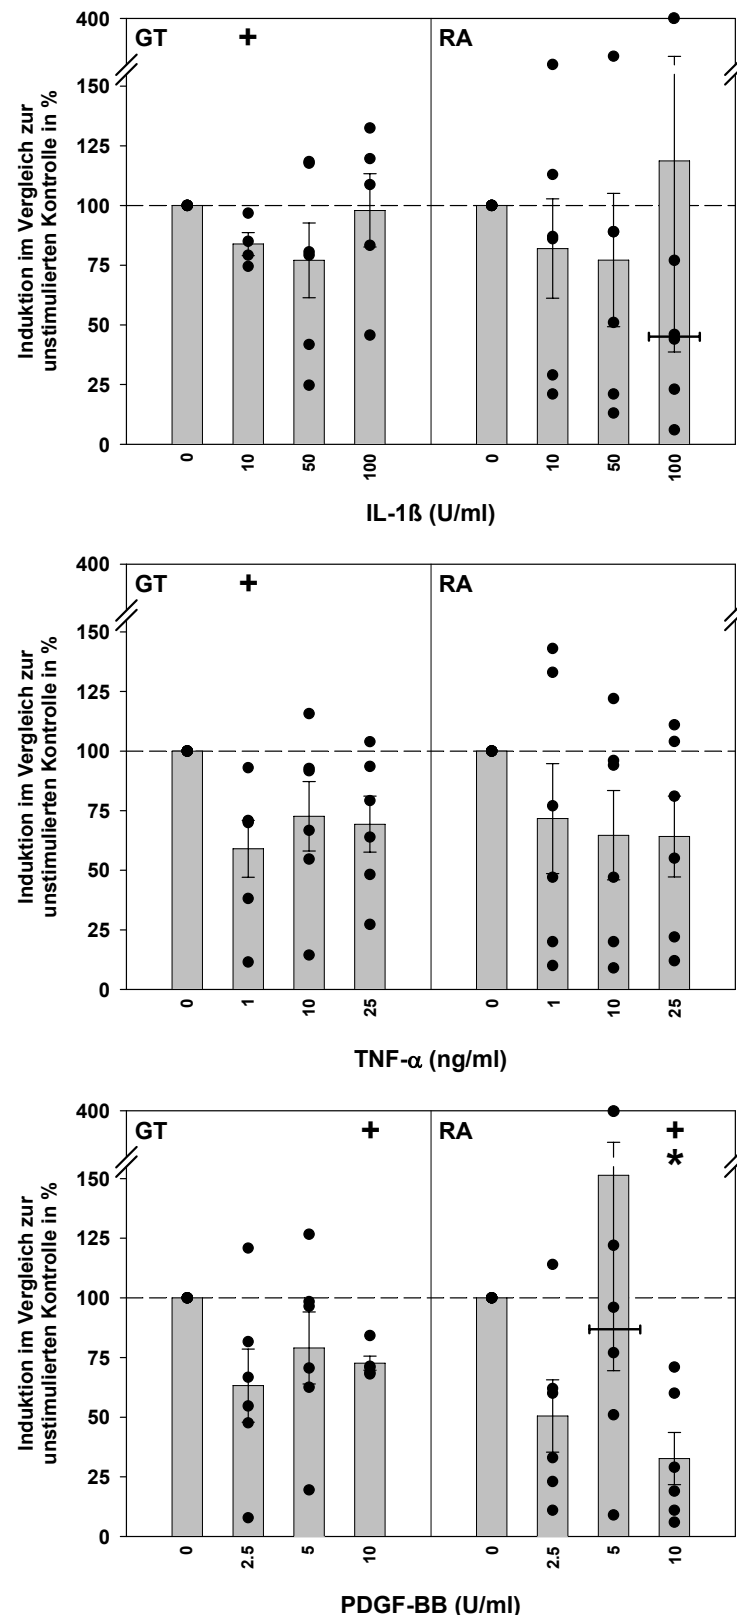 400
GT + RA
150
125
100
75
50
25
0
Induktion im Vergleich zur
unstimulierten Kontrolle in %
0 10 50 100 0 10 50 100
IL-1ß (U/ml)
400
GT + RA
150
125
100
75
50
25
0
Induktion im Vergleich zur
unstimulierten Kontrolle in %
0 1 10 25 0 1 10 25
TNF-α (ng/ml)
400
GT + RA +
*
150
125
100
75
50
25
0
Induktion im Vergleich zur
unstimulierten Kontrolle in %
0 2.5 5 10 0 2.5 5 10
PDGF-BB (U/ml)